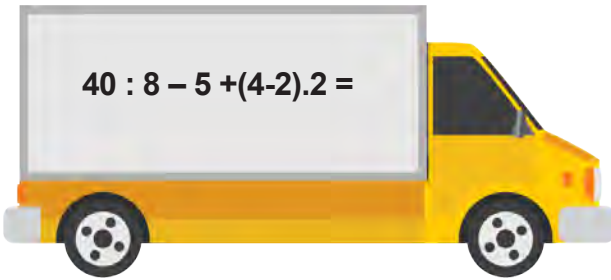 40 : 8 – 5 +(4-2).2 =